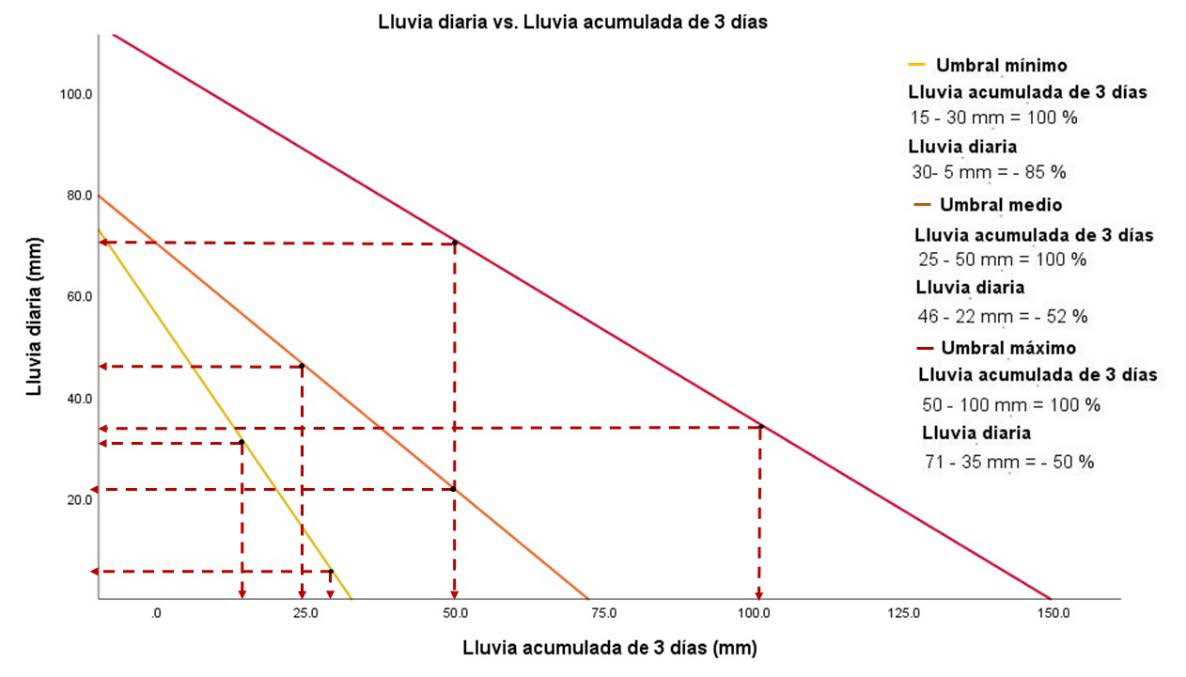 Lluvia diaria vs. Lluvia acumulada de 3 días
Lluvia diaria (mm)
100.0
80.0
60.0
40.0
20.0
.0
25.0
50.0
75.0
100.0
125.0
150.0
Lluvia acumulada de 3 días (mm)
Umbral mínimo
Lluvia acumulada de 3 días
15 - 30 mm = 100 %
Lluvia diaria
30- 5 mm = - 85 %
Umbral medio
Lluvia acumulada de 3 días
25 - 50 mm = 100 %
Lluvia diaria
46 - 22 mm = - 52 %
Umbral máximo
Lluvia acumulada de 3 días
50 - 100 mm = 100 %
Lluvia diaria
71 - 35 mm = - 50 %